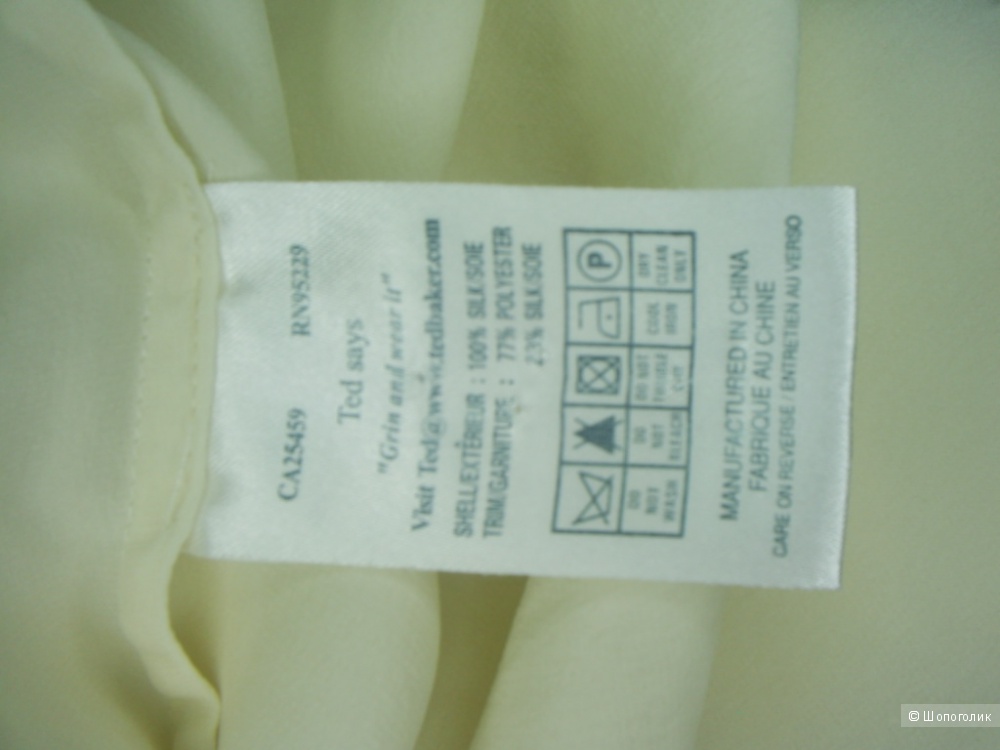 CA25459 RN95229
Ted says
"Grin and wear it"
Visit Ted@www.tedbaker.com
SHELL/EXTÉRIEUR : 100% SILK/SOIE
TRIM/GARNITURE : 77% POLYESTER
23% SILK/SOIE
P
DO NOT WASH
DO NOT BLEACH
DO NOT TUMBLE DRY
COOL IRON
DRY CLEAN ONLY
MANUFACTURED IN CHINA
FABRIQUE AU CHINE
CARE ON REVERSE / ENTRETIEN AU VERSO
© Шопоголик